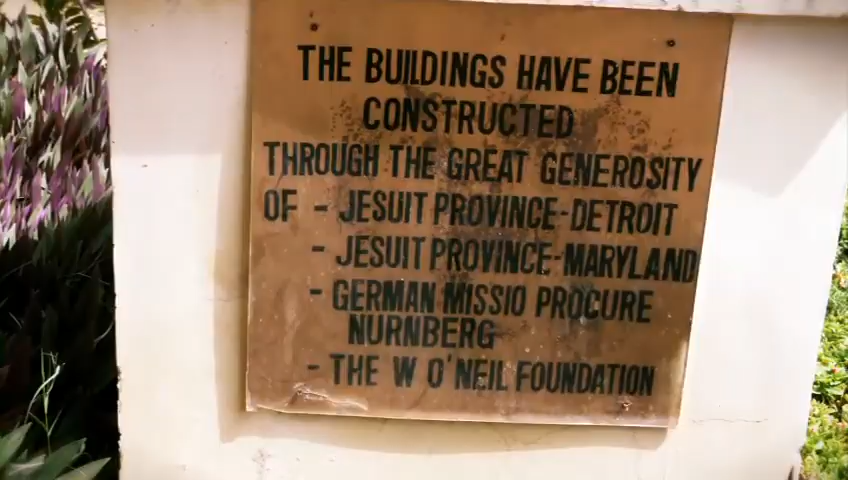 THE BUILDINGS HAVE BEEN
CONSTRUCTED
THROUGH THE GREAT GENEROSITY
OF - JESUIT PROVINCE-DETROIT
- JESUIT PROVINCE-MARYLAND
- GERMAN MISSIO PROCURE
NURNBERG
- THE W O'NEIL FOUNDATION